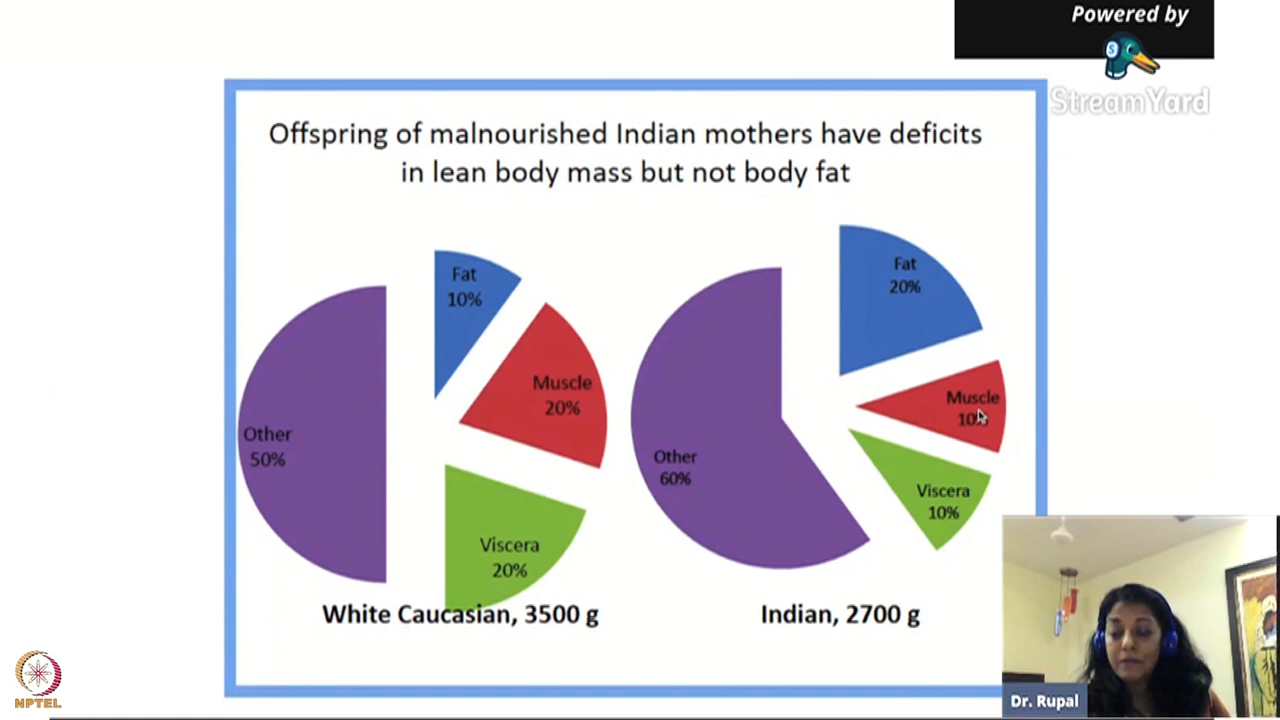 Powered by
StreamYard
Offspring of malnourished Indian mothers have deficits
in lean body mass but not body fat
Fat
10%
Muscle
20%
Viscera
20%
Other
50%
White Caucasian, 3500 g
Fat
20%
Muscle
10%
Viscera
10%
Other
60%
Indian, 2700 g
NPTEL
Dr. Rupal